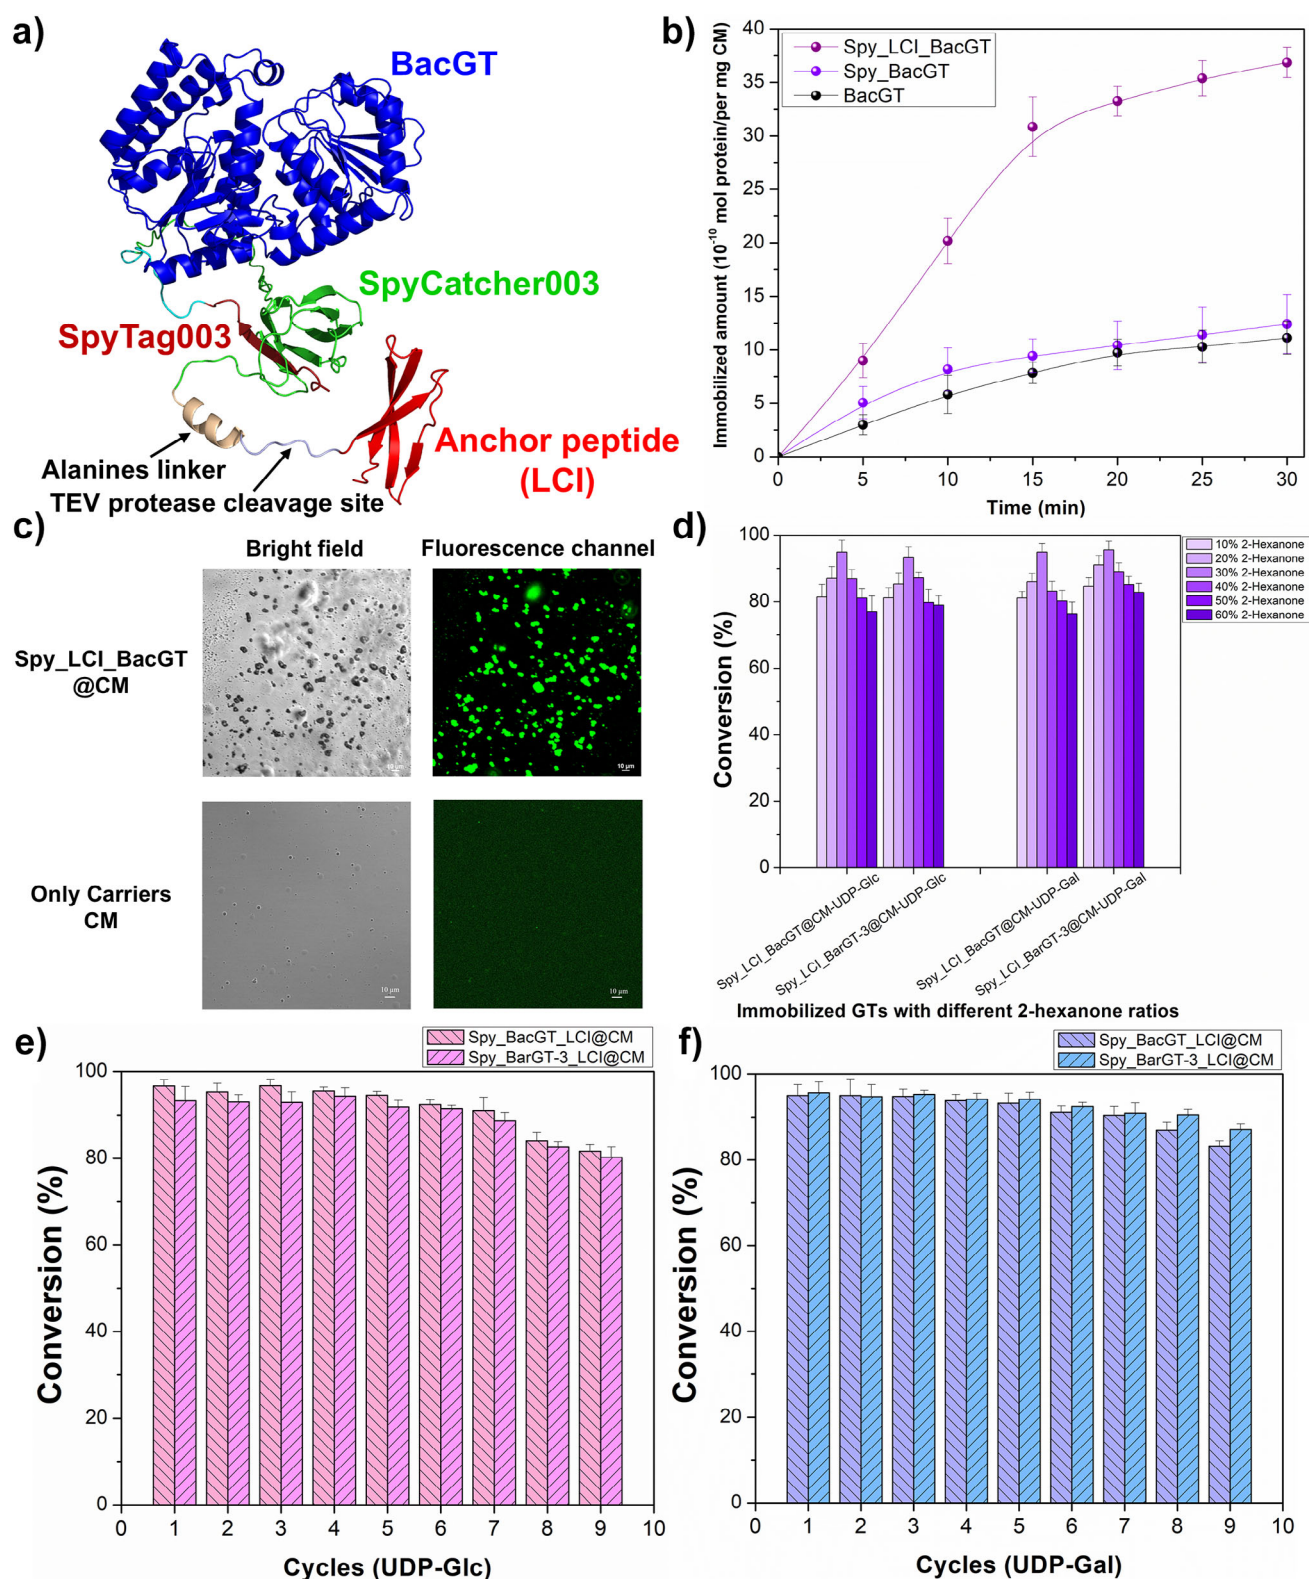 a)
BacGT
SpyCatcher003
SpyTag003
Anchor peptide
(LCI)
Alanines linker
TEV protease cleavage site
b)
Spy_LCI_BacGT
Spy_BacGT
BacGT
Immobilized amount (10⁻¹⁰ mol protein/per mg CM)
40
35
30
25
20
15
10
5
0
0 5 10 15 20 25 30
Time (min)
c)
Bright field
Fluorescence channel
Spy_LCI_BacGT
@CM
10 μm
10 μm
Only Carriers
CM
10 μm
10 μm
d)
10% 2-Hexanone
20% 2-Hexanone
30% 2-Hexanone
40% 2-Hexanone
50% 2-Hexanone
60% 2-Hexanone
Conversion (%)
100
80
60
40
20
0
Spy_LCI_BacGT@CM-UDP-Glc
Spy_LCI_BarGT-3@CM-UDP-Glc
Spy_LCI_BacGT@CM-UDP-Gal
Spy_LCI_BarGT-3@CM-UDP-Gal
Immobilized GTs with different 2-hexanone ratios
e)
Spy_BacGT_LCI@CM
Spy_BarGT-3_LCI@CM
Conversion (%)
100
80
60
40
20
0
0 1 2 3 4 5 6 7 8 9 10
Cycles (UDP-Glc)
f)
Spy_BacGT_LCI@CM
Spy_BarGT-3_LCI@CM
Conversion (%)
100
80
60
40
20
0
0 1 2 3 4 5 6 7 8 9 10
Cycles (UDP-Gal)